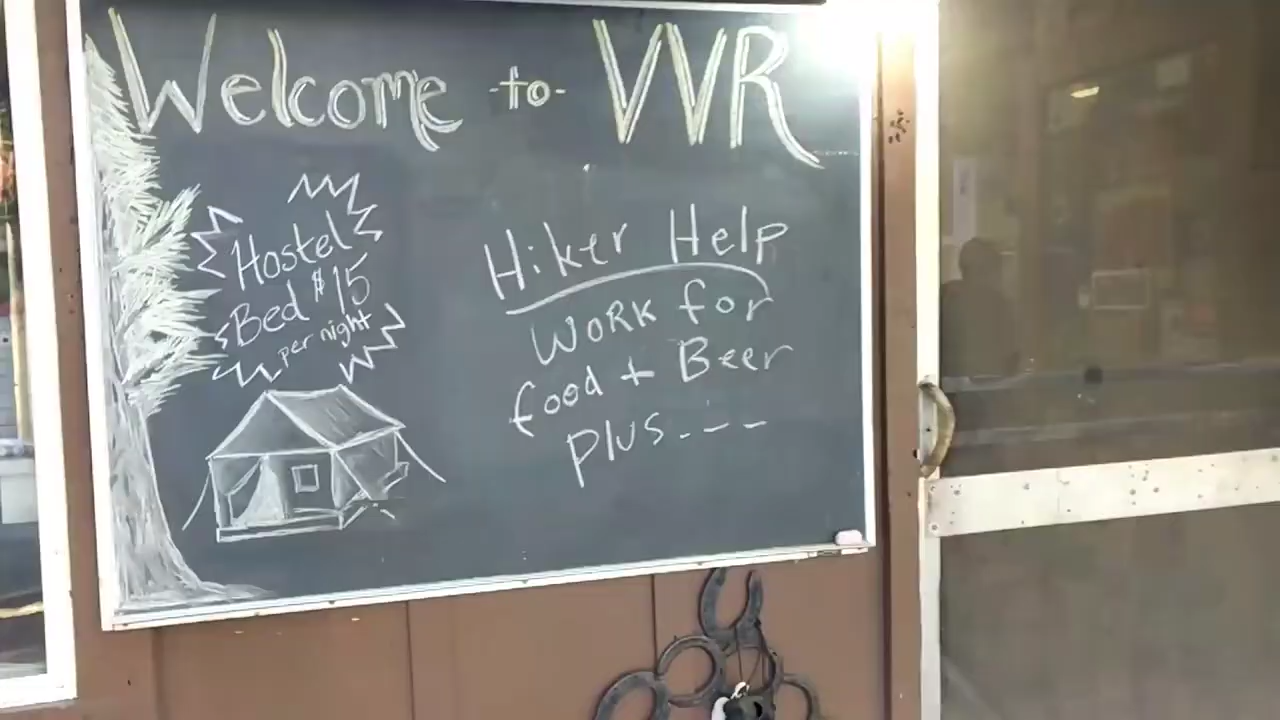 Welcome -to- VVR
Hostel
Bed $15
per night
Hiker Help
WORK for
food + Beer
plus---